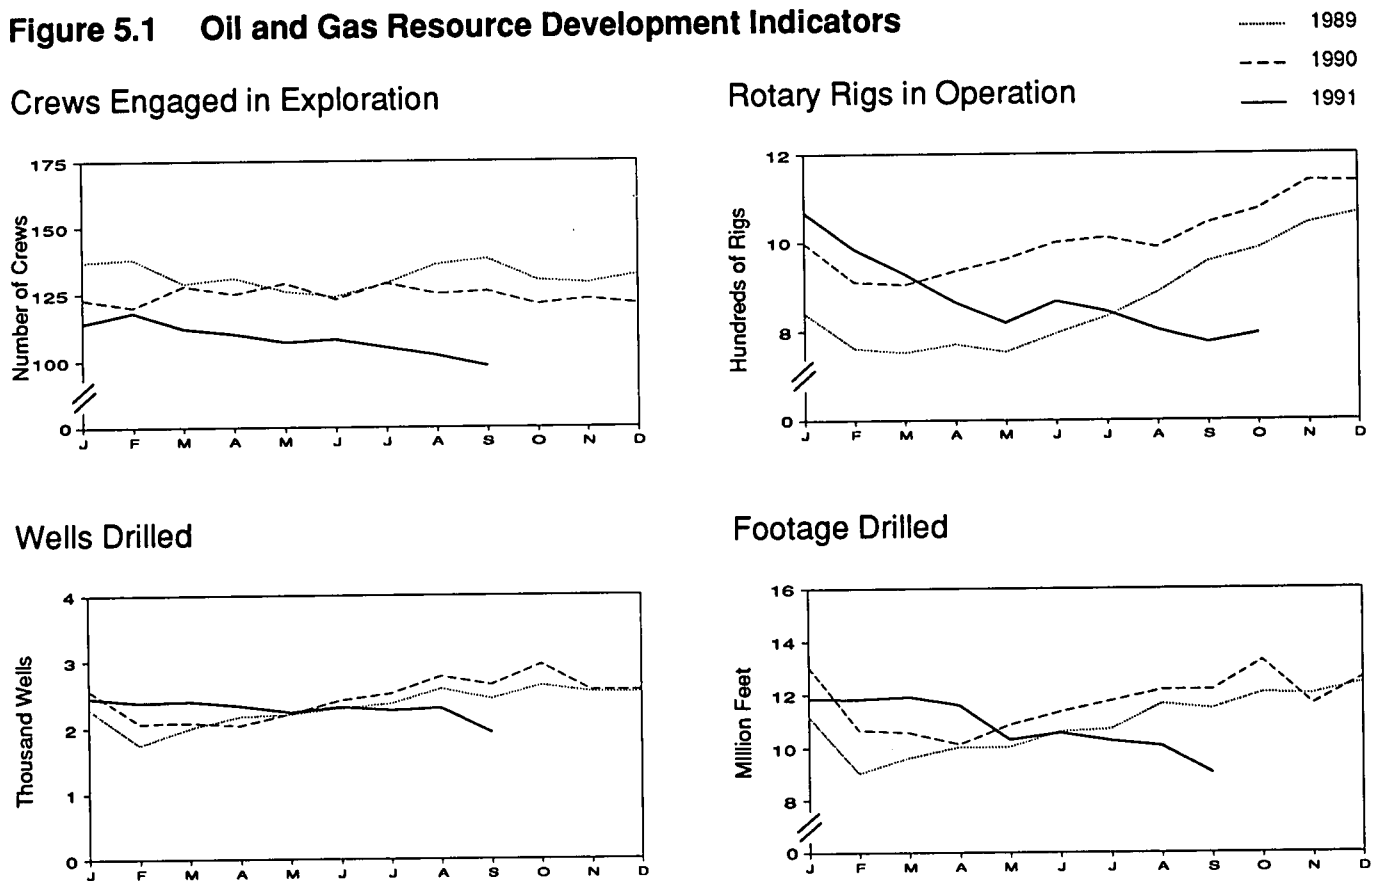 Figure 5.1 Oil and Gas Resource Development Indicators
1989
1990
1991
Crews Engaged in Exploration
Number of Crews
175
150
125
100
0
J F M A M J J A S O N D
Rotary Rigs in Operation
Hundreds of Rigs
12
10
8
0
J F M A M J J A S O N D
Wells Drilled
Thousand Wells
4
3
2
1
0
J F M A M J J A S O N D
Footage Drilled
Million Feet
16
14
12
10
8
0
J F M A M J J A S O N D